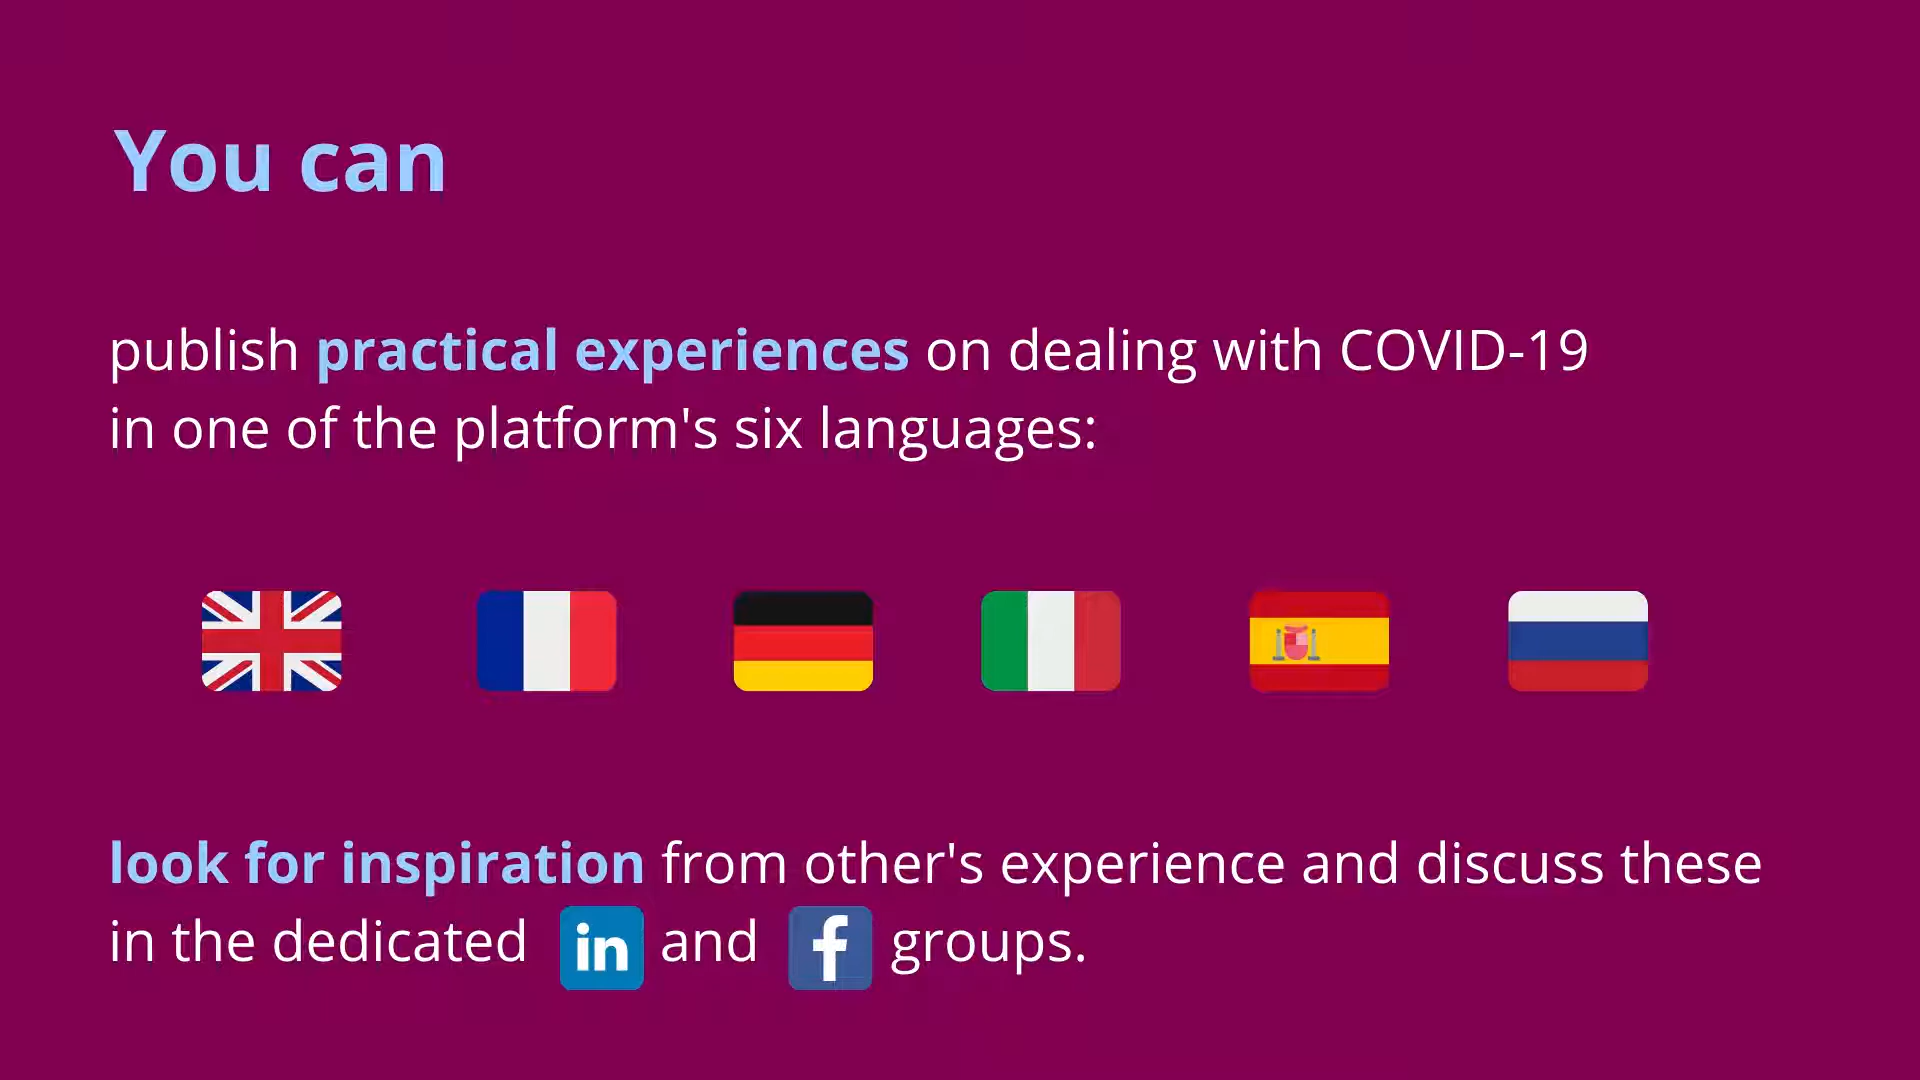 You can
publish practical experiences on dealing with COVID-19
in one of the platform's six languages:
look for inspiration from other's experience and discuss these
in the dedicated in and f groups.